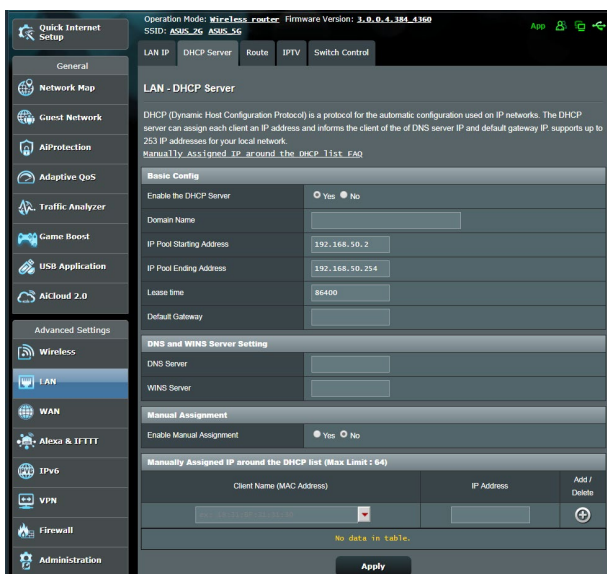 Quick Internet Setup
Operation Mode: Wireless router Firmware Version: 3.0.0.4.384_4360
SSID: ASUS_2G ASUS_5G
App
LAN IP DHCP Server Route IPTV Switch Control
General
Network Map
Guest Network
AiProtection
Adaptive QoS
Traffic Analyzer
Game Boost
USB Application
AiCloud 2.0
Advanced Settings
Wireless
LAN
WAN
Alexa & IFTTT
IPv6
VPN
Firewall
Administration
LAN - DHCP Server
DHCP (Dynamic Host Configuration Protocol) is a protocol for the automatic configuration used on IP networks. The DHCP
server can assign each client an IP address and informs the client of the of DNS server IP and default gateway IP. supports up to
253 IP addresses for your local network.
Manually Assigned IP around the DHCP list FAQ
Basic Config
Enable the DHCP Server Yes No
Domain Name
IP Pool Starting Address 192.168.50.2
IP Pool Ending Address 192.168.50.254
Lease time 86400
Default Gateway
DNS and WINS Server Setting
DNS Server
WINS Server
Manual Assignment
Enable Manual Assignment Yes No
Manually Assigned IP around the DHCP list (Max Limit : 64)
Client Name (MAC Address) IP Address Add / Delete
No data in table.
Apply